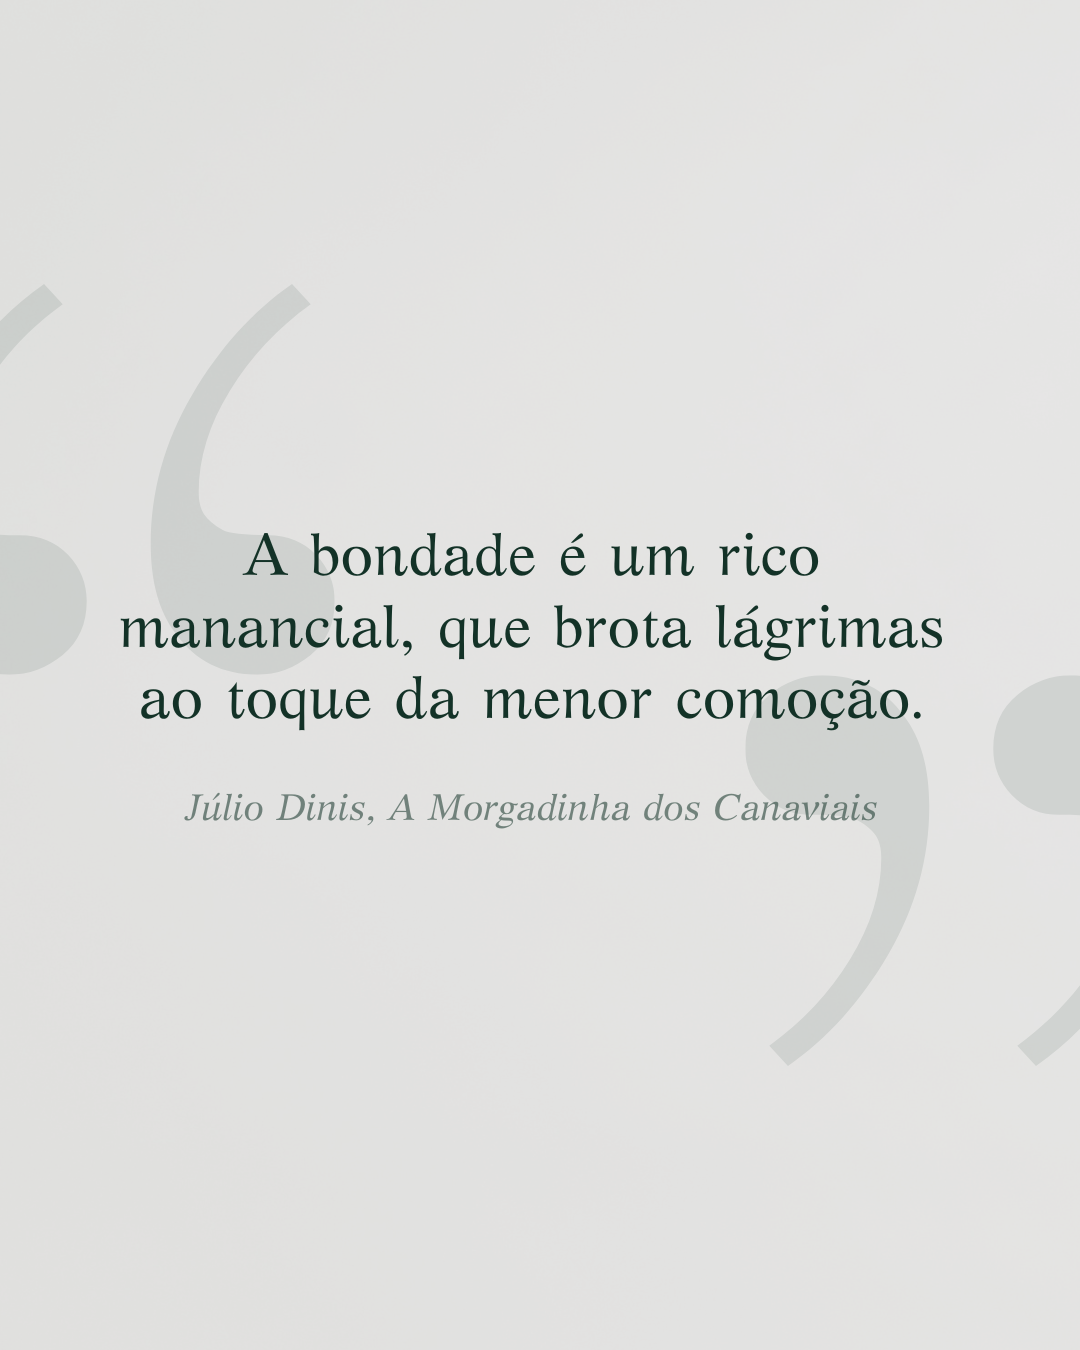 A bondade é um rico
manancial, que brota lágrimas
ao toque da menor comoção.
Júlio Dinis, A Morgadinha dos Canaviais